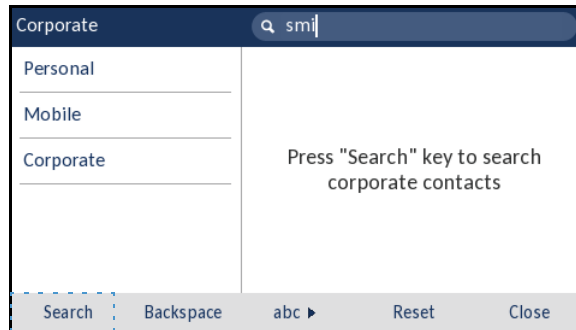 Corporate
smi
Personal
Mobile
Corporate
Press "Search" key to search
corporate contacts
Search Backspace abc Reset Close